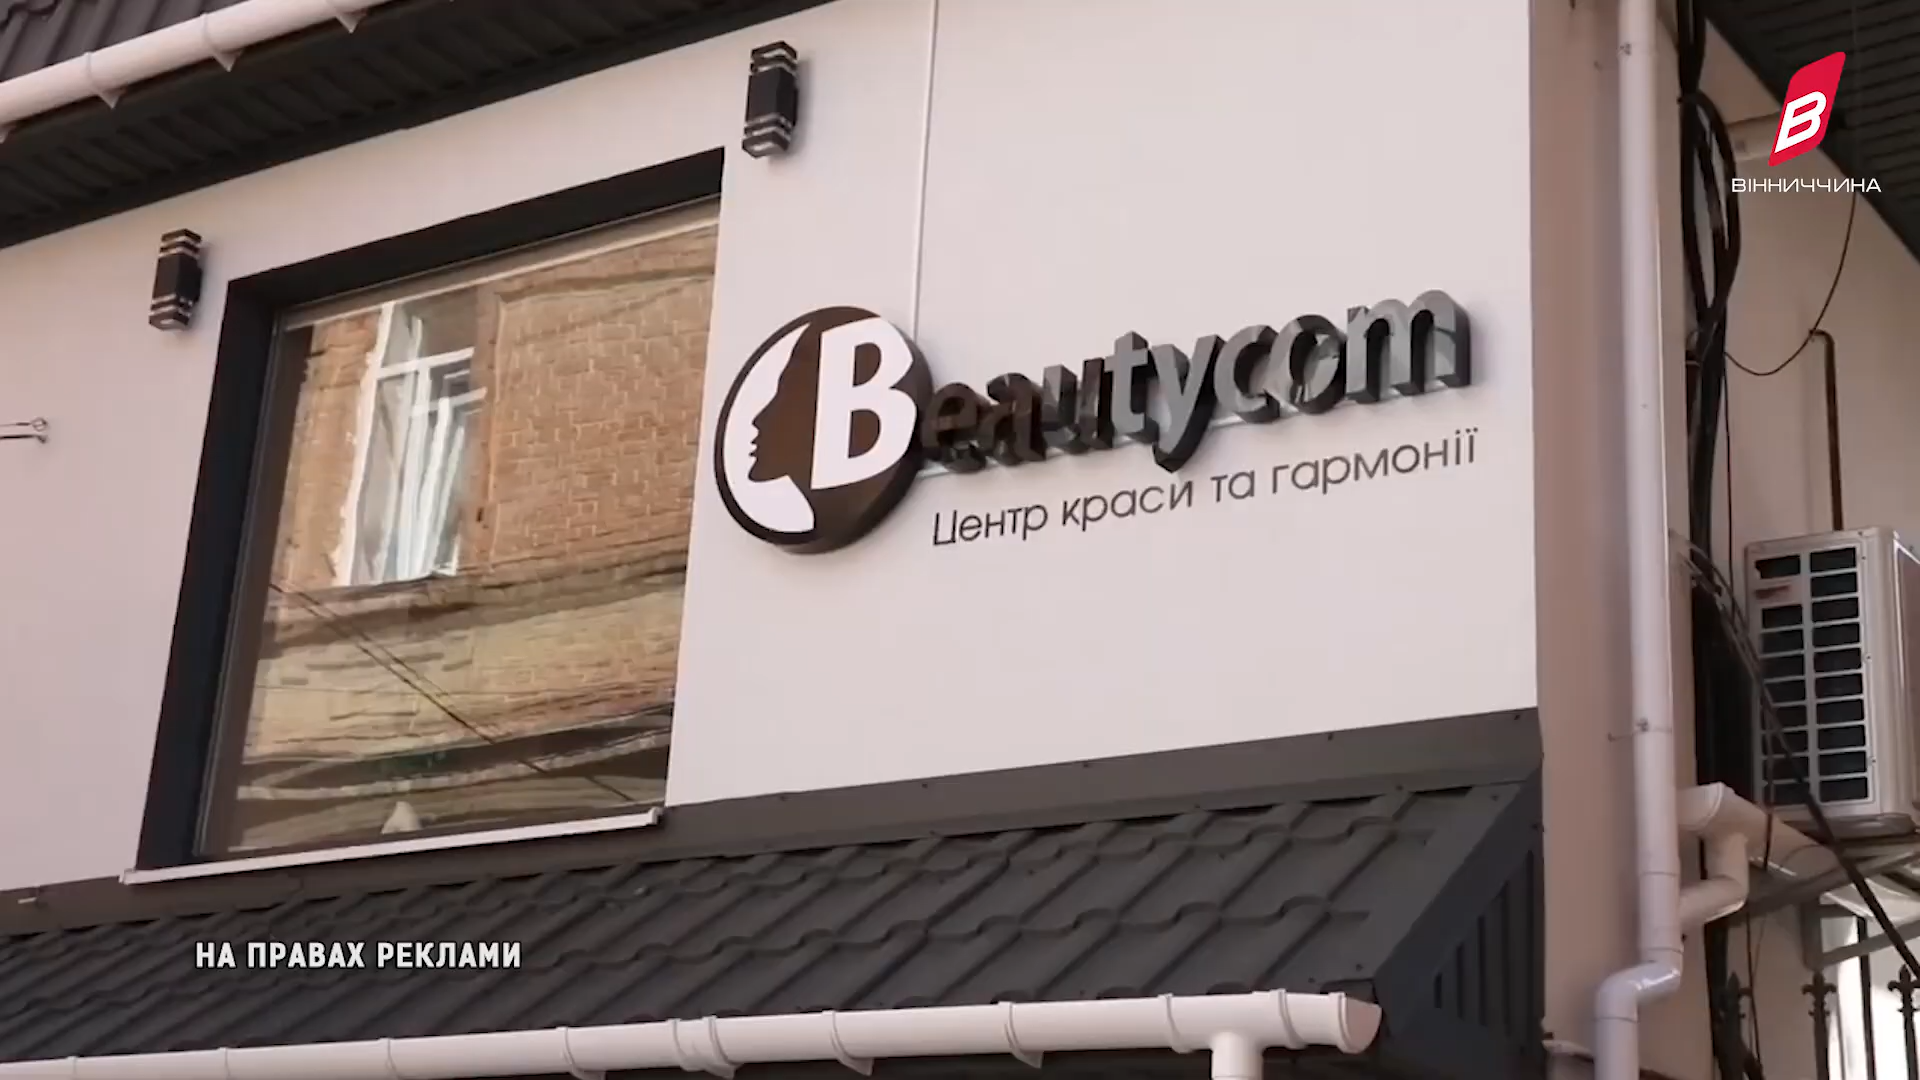 В
ВІННИЧЧИНА
Beautycom
Центр краси та гармонії
НА ПРАВАХ РЕКЛАМИ